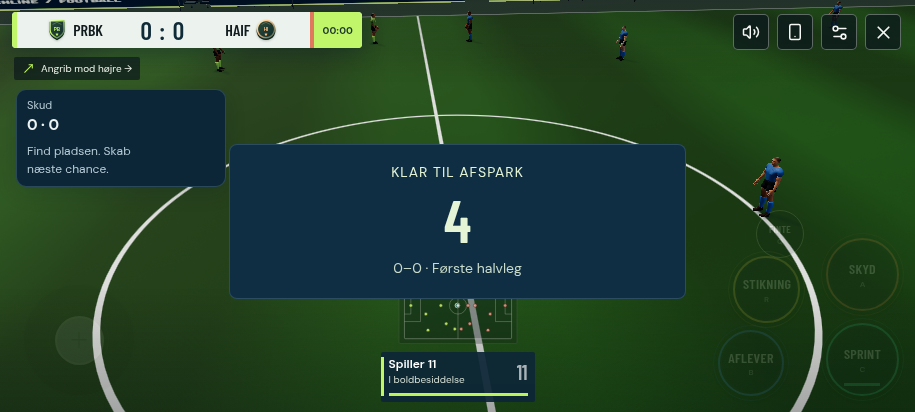 PRBK 0 : 0 HAIF 00:00
Angrib mod højre →
Skud
0 · 0
Find pladsen. Skab
næste chance.
KLAR TIL AFSPARK
4
0–0 · Første halvleg
STIKNING
SKYD
A
AFLEVER
B
SPRINT
C
Spiller 11
I boldbesiddelse
11